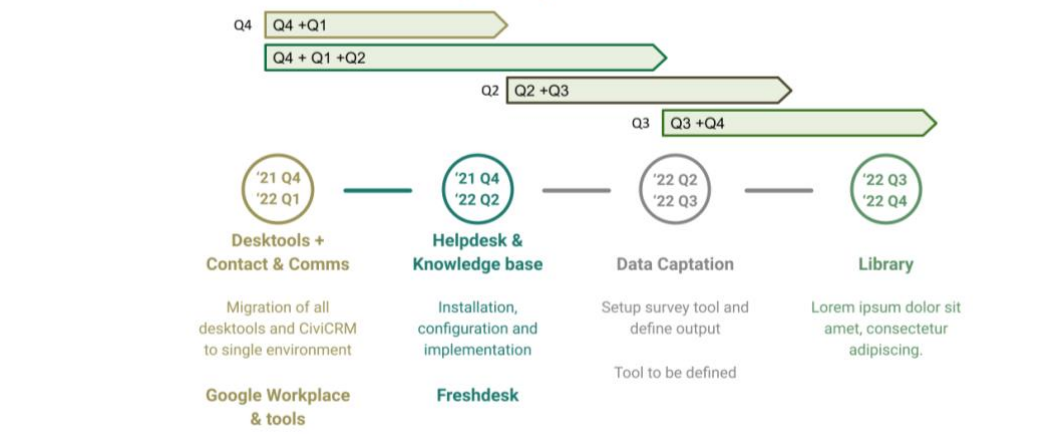 Q4 Q4 +Q1
Q4 + Q1 +Q2
Q2 Q2 +Q3
Q3 Q3 +Q4
'21 Q4
'22 Q1
Desktools +
Contact & Comms
Migration of all
desktools and CiviCRM
to single environment
Google Workplace
& tools
'21 Q4
'22 Q2
Helpdesk &
Knowledge base
Installation,
configuration and
implementation
Freshdesk
'22 Q2
'22 Q3
Data Captation
Setup survey tool and
define output
Tool to be defined
'22 Q3
'22 Q4
Library
Lorem ipsum dolor sit
amet, consectetur
adipiscing.